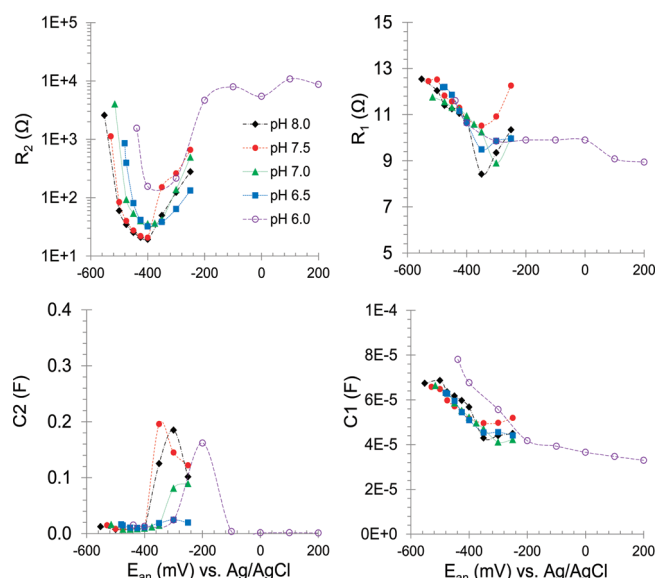 1E+5
1E+4
1E+3
1E+2
1E+1
R2 (Ω)
-600 -400 -200 0 200
pH 8.0
pH 7.5
pH 7.0
pH 6.5
pH 6.0
15
13
11
9
7
5
R1 (Ω)
-600 -400 -200 0 200
0.4
0.3
0.2
0.1
0.0
C2 (F)
-600 -400 -200 0 200
Ean (mV) vs. Ag/AgCl
1E-4
8E-5
6E-5
4E-5
2E-5
0E+0
C1 (F)
-600 -400 -200 0 200
Ean (mV) vs. Ag/AgCl